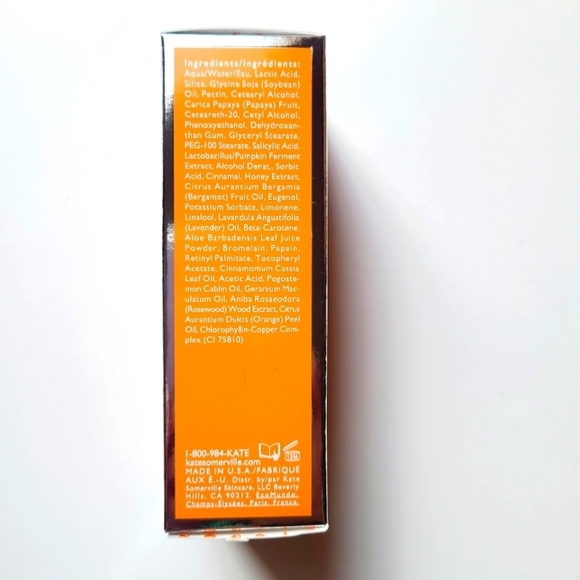 Ingredients/Ingrédients:
Aqua/Water/Eau, Lactic Acid,
Silica, Glycine Soja (Soybean)
Oil, Pectin, Cetearyl Alcohol,
Carica Papaya (Papaya) Fruit,
Ceteareth-20, Cetyl Alcohol,
Phenoxyethanol, Dehydroxan-
than Gum, Glyceryl Stearate,
PEG-100 Stearate, Salicylic Acid,
Lactobacillus/Pumpkin Ferment
Extract, Alcohol Denat., Sorbic
Acid, Cinnamal, Honey Extract,
Citrus Aurantium Bergamia
(Bergamot) Fruit Oil, Eugenol,
Potassium Sorbate, Limonene,
Linalool, Lavandula Angustifolia
(Lavender) Oil, Beta-Carotene,
Aloe Barbadensis Leaf Juice
Powder, Bromelain, Papain,
Retinyl Palmitate, Tocopheryl
Acetate, Cinnamomum Cassia
Leaf Oil, Acetic Acid, Pogoste-
mon Cablin Oil, Geranium Mac-
ulatum Oil, Aniba Rosaeodora
(Rosewood) Wood Extract, Citrus
Aurantium Dulcis (Orange) Peel
Oil, Chlorophyllin-Copper Com-
plex (CI 75810)
1-800-984-KATE
katesomerville.com
MADE IN U.S.A./FABRIQUÉ
AUX É.-U. Distr. by/par Kate
Somerville Skincare, LLC Beverly
Hills, CA 90212. EcoMundo,
Champs-Élysées, Paris, France.